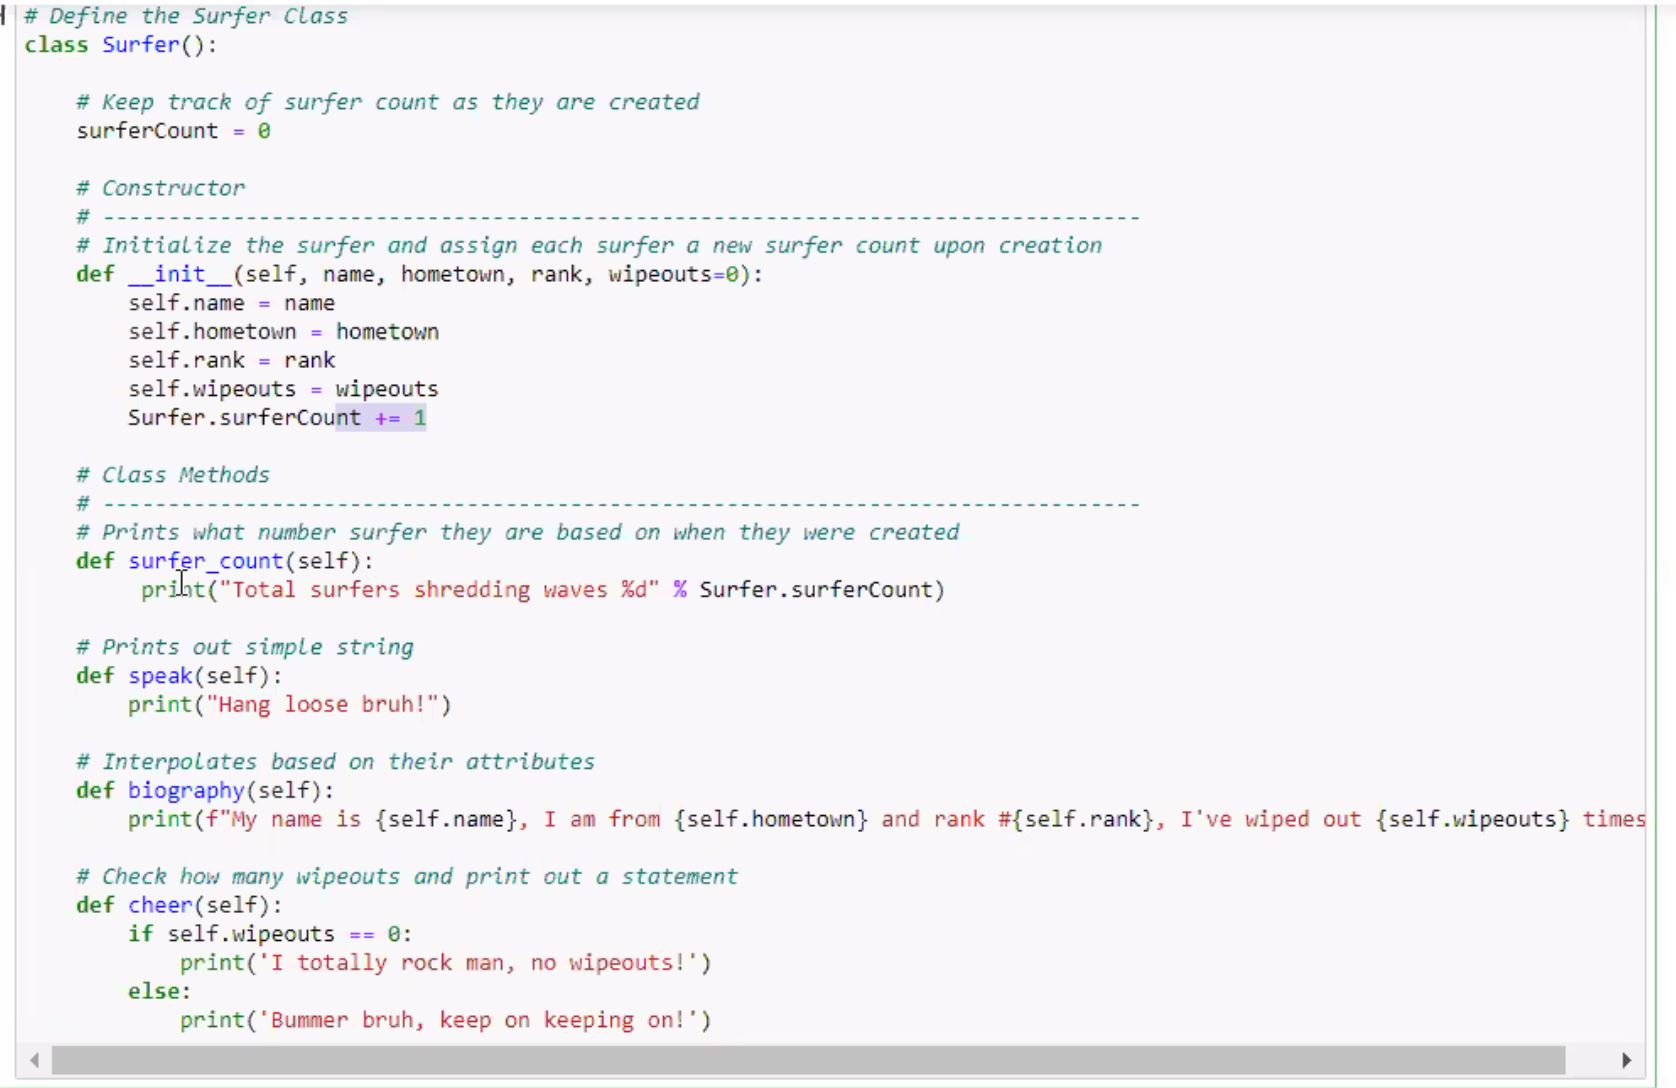 # Define the Surfer Class
class Surfer():
    # Keep track of surfer count as they are created
    surferCount = 0
    # Constructor
    # --------------------------------------------------------------------------------
    # Initialize the surfer and assign each surfer a new surfer count upon creation
    def __init__(self, name, hometown, rank, wipeouts=0):
        self.name = name
        self.hometown = hometown
        self.rank = rank
        self.wipeouts = wipeouts
        Surfer.surferCount += 1
    # Class Methods
    # --------------------------------------------------------------------------------
    # Prints what number surfer they are based on when they were created
    def surfer_count(self):
         print("Total surfers shredding waves %d" % Surfer.surferCount)
    # Prints out simple string
    def speak(self):
        print("Hang loose bruh!")
    # Interpolates based on their attributes
    def biography(self):
        print(f"My name is {self.name}, I am from {self.hometown} and rank #{self.rank}, I've wiped out {self.wipeouts} times
    # Check how many wipeouts and print out a statement
    def cheer(self):
        if self.wipeouts == 0:
            print('I totally rock man, no wipeouts!')
        else:
            print('Bummer bruh, keep on keeping on!')